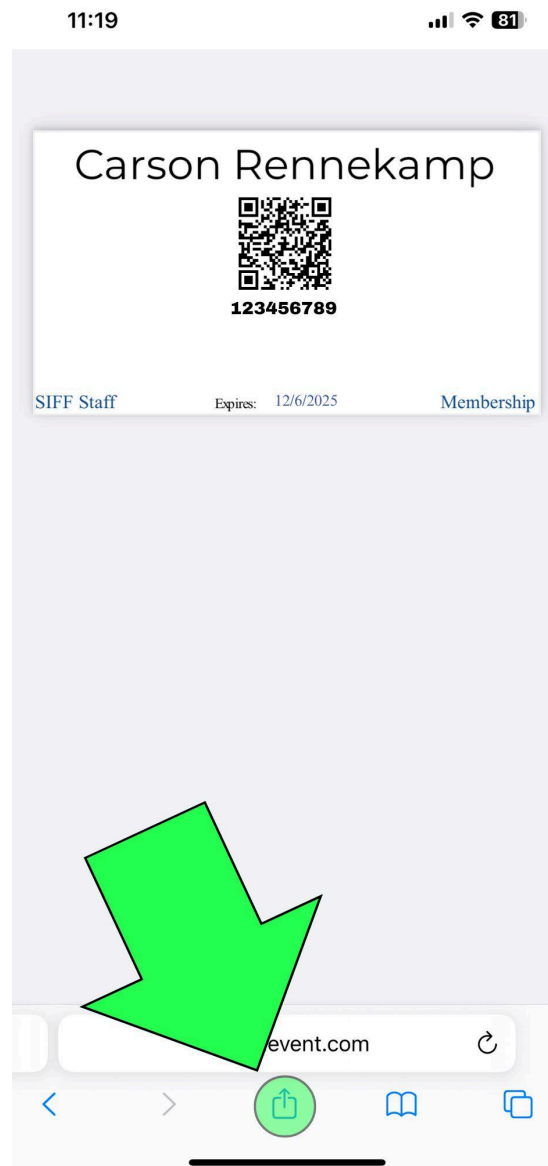 11:19
81
Carson Rennekamp
123456789
SIFF Staff Expires: 12/6/2025 Membership
event.com